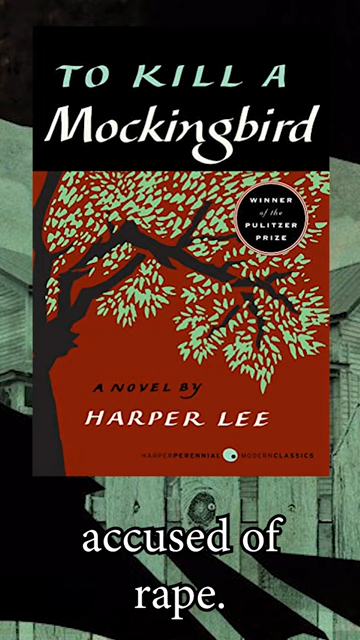 TO KILL A
Mockingbird
WINNER
of the
PULITZER
PRIZE
A NOVEL BY
HARPER LEE
HARPERPERENNIAL MODERNCLASSICS
accused of
rape.